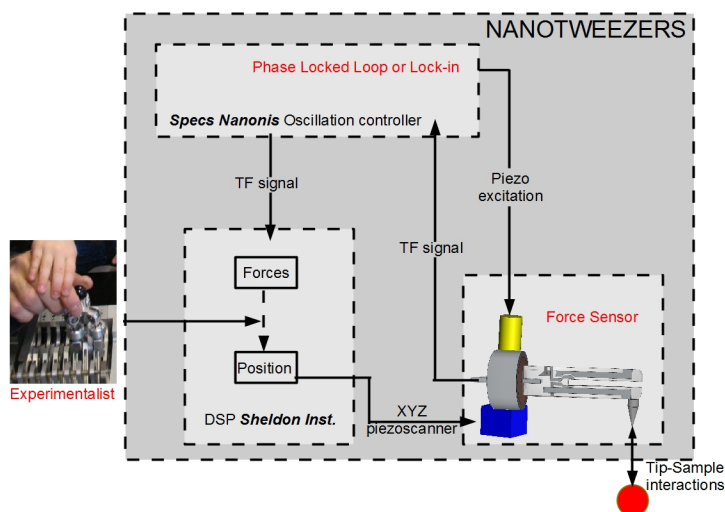 NANOTWEEZERS
Phase Locked Loop or Lock-in
Specs Nanonis Oscillation controller
TF signal
Piezo
excitation
TF signal
Forces
Force Sensor
Position
Experimentalist
DSP Sheldon Inst.
XYZ
piezoscanner
Tip-Sample
interactions